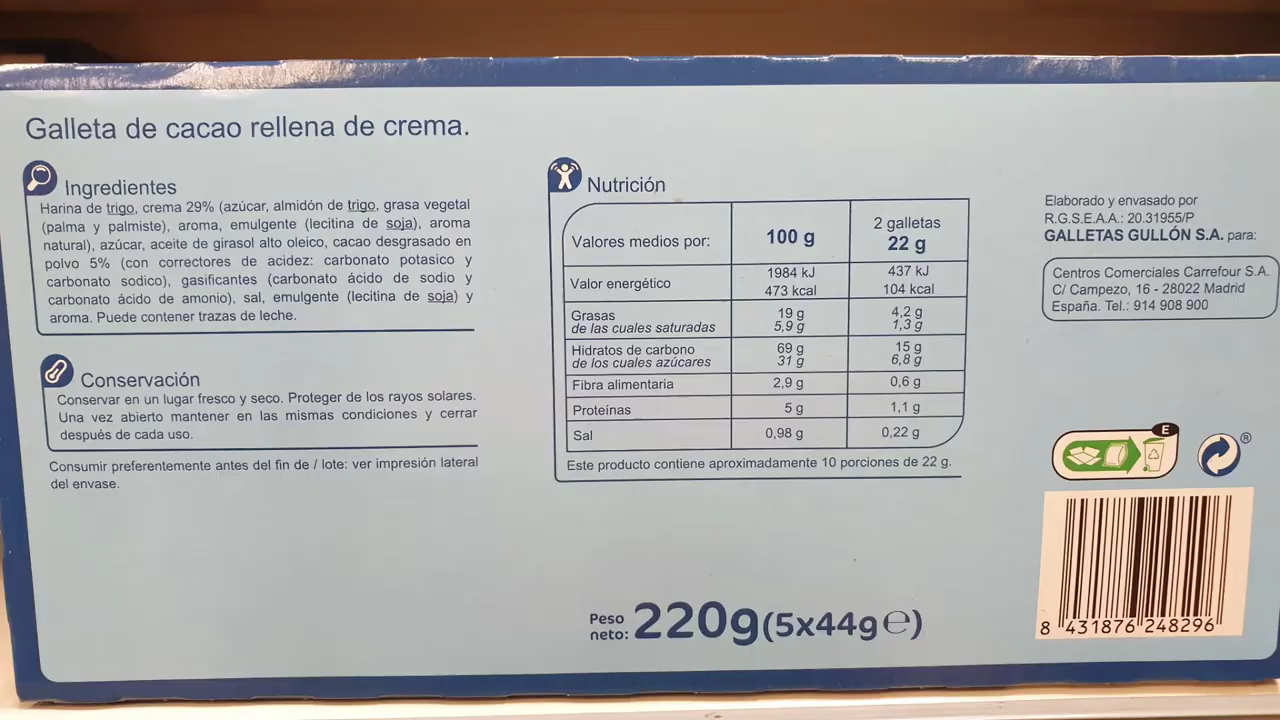 Galleta de cacao rellena de crema.
Ingredientes
Harina de trigo, crema 29% (azúcar, almidón de trigo, grasa vegetal
(palma y palmiste), aroma, emulgente (lecitina de soja), aroma
natural), azúcar, aceite de girasol alto oleico, cacao desgrasado en
polvo 5% (con correctores de acidez: carbonato potasico y
carbonato sodico), gasificantes (carbonato ácido de sodio y
carbonato ácido de amonio), sal, emulgente (lecitina de soja) y
aroma. Puede contener trazas de leche.
Conservación
Conservar en un lugar fresco y seco. Proteger de los rayos solares.
Una vez abierto mantener en las mismas condiciones y cerrar
después de cada uso.
Consumir preferentemente antes del fin de / lote: ver impresión lateral
del envase.
Nutrición
Valores medios por: 100 g 2 galletas 22 g
Valor energético 1984 kJ 437 kJ
473 kcal 104 kcal
Grasas 19 g 4,2 g
de las cuales saturadas 5,9 g 1,3 g
Hidratos de carbono 69 g 15 g
de los cuales azúcares 31 g 6,8 g
Fibra alimentaria 2,9 g 0,6 g
Proteínas 5 g 1,1 g
Sal 0,98 g 0,22 g
Este producto contiene aproximadamente 10 porciones de 22 g.
Peso neto: 220g (5x44g ℮)
Elaborado y envasado por
R.G.S.E.A.A.: 20.31955/P
GALLETAS GULLÓN S.A. para:
Centros Comerciales Carrefour S.A.
C/ Campezo, 16 - 28022 Madrid
España. Tel.: 914 908 900
E
®
8 431876 248296